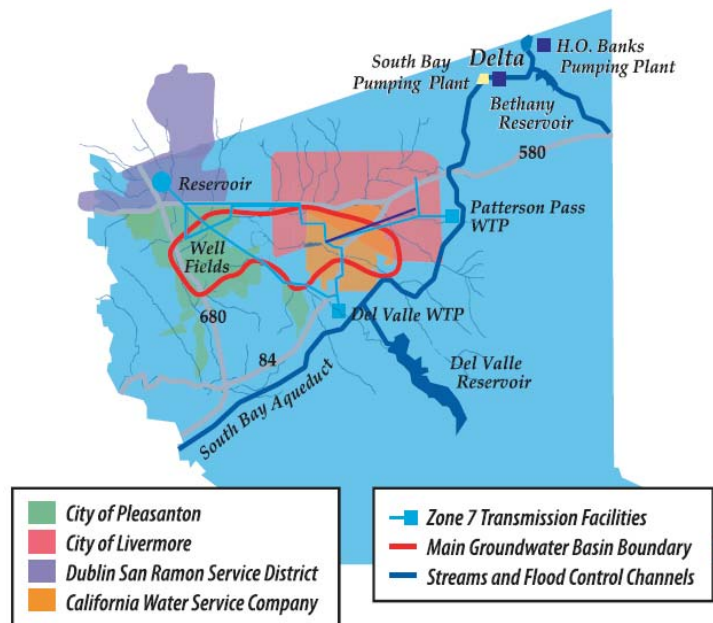 South Bay
Pumping Plant
Delta
H.O. Banks
Pumping Plant
Bethany
Reservoir
580
Reservoir
Patterson Pass
WTP
Well
Fields
680
84
Del Valle WTP
Del Valle
Reservoir
South Bay Aqueduct
City of Pleasanton
City of Livermore
Dublin San Ramon Service District
California Water Service Company
Zone 7 Transmission Facilities
Main Groundwater Basin Boundary
Streams and Flood Control Channels